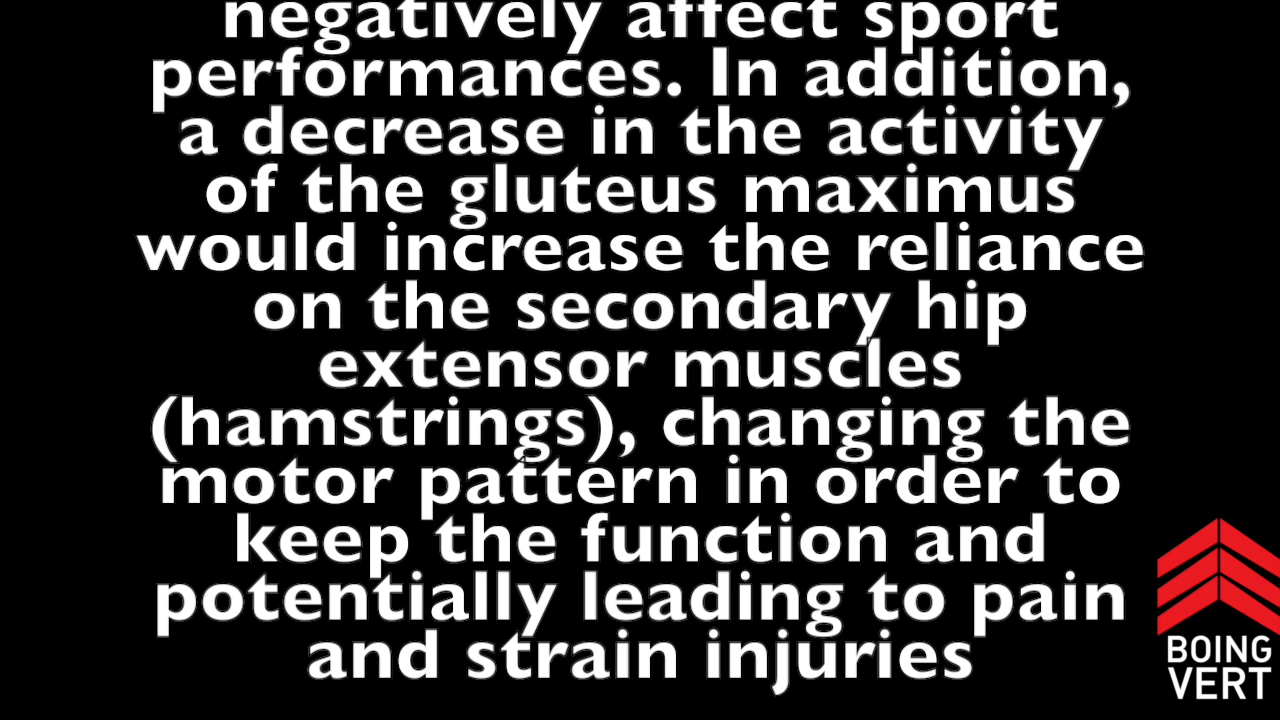 negatively affect sport
performances. In addition,
a decrease in the activity
of the gluteus maximus
would increase the reliance
on the secondary hip
extensor muscles
(hamstrings), changing the
motor pattern in order to
keep the function and
potentially leading to pain
and strain injuries
BOING
VERT